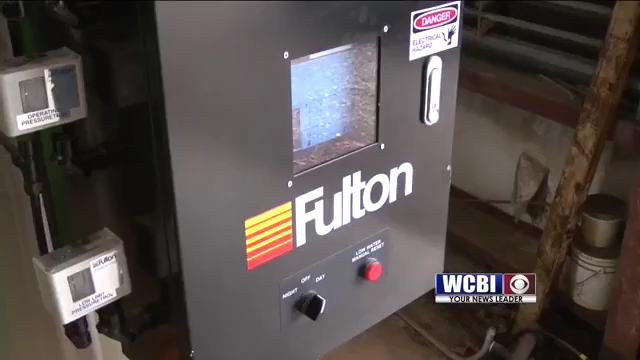 DANGER
ELECTRICAL
HAZARD
OPERATING
PRESSURETROL
Fulton
LOW WATER
MANUAL RESET
NIGHT OFF DAY
Fulton
LOW LIMIT
PRESSURETROL
WCBI
YOUR NEWS LEADER